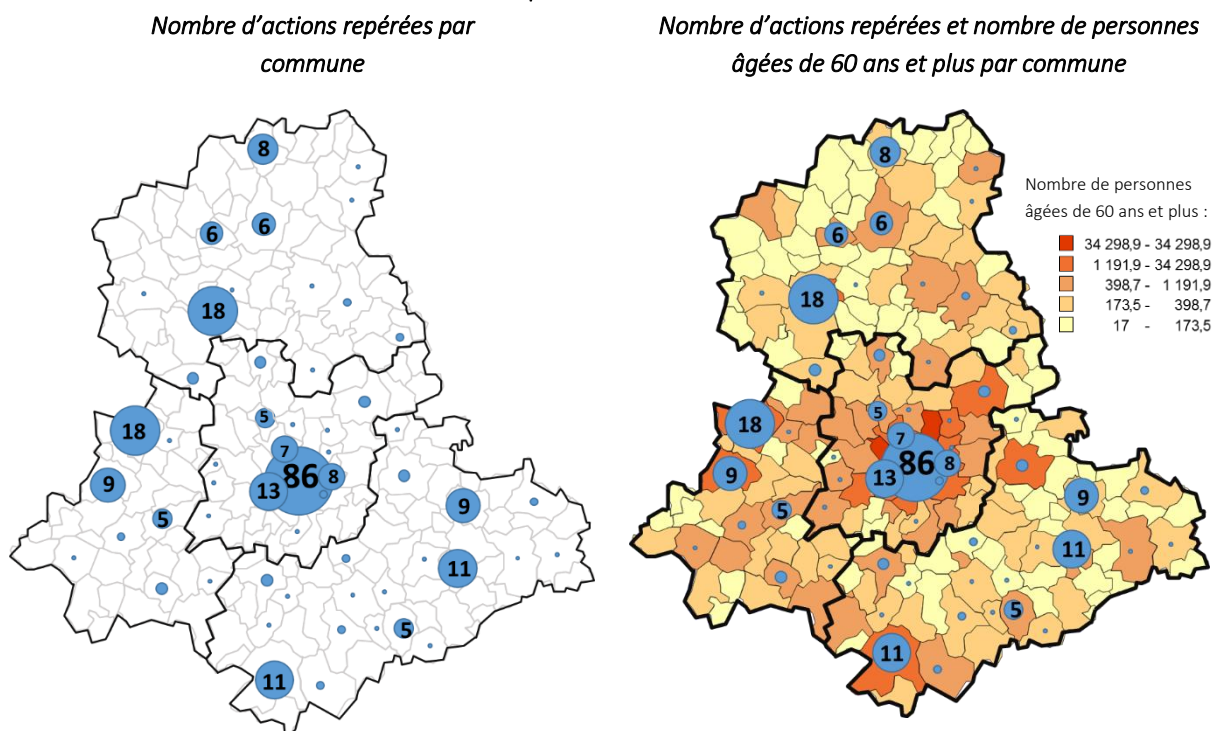 Nombre d'actions repérées par
commune
8
6
6
18
18
5
7
86
8
13
9
5
9
11
5
11
Nombre d'actions repérées et nombre de personnes
âgées de 60 ans et plus par commune
Nombre de personnes
âgées de 60 ans et plus :
34 298,9 - 34 298,9
1 191,9 - 34 298,9
398,7 - 1 191,9
173,5 - 398,7
17 - 173,5
8
6
6
18
18
5
7
86
8
13
9
5
9
11
5
11